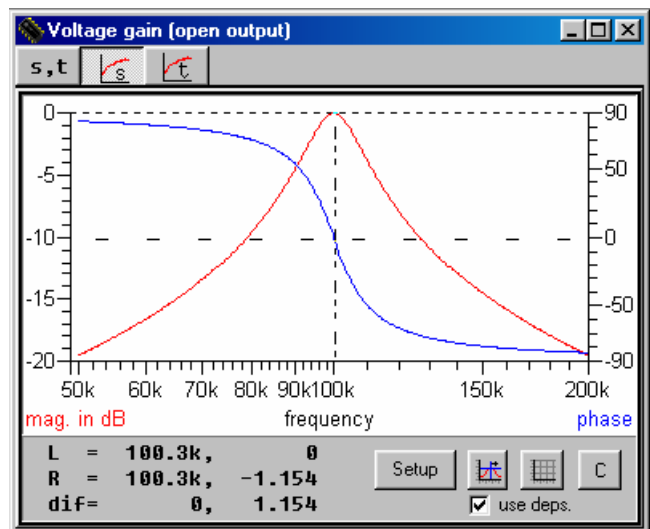 Voltage gain (open output)
s,t s t
0 90
-5 50
-10 0
-15 -50
-20 -90
50k 60k 70k 80k 90k 100k 150k 200k
mag. in dB frequency phase
L = 100.3k, 0
R = 100.3k, -1.154
dif= 0, 1.154
Setup C
use deps.